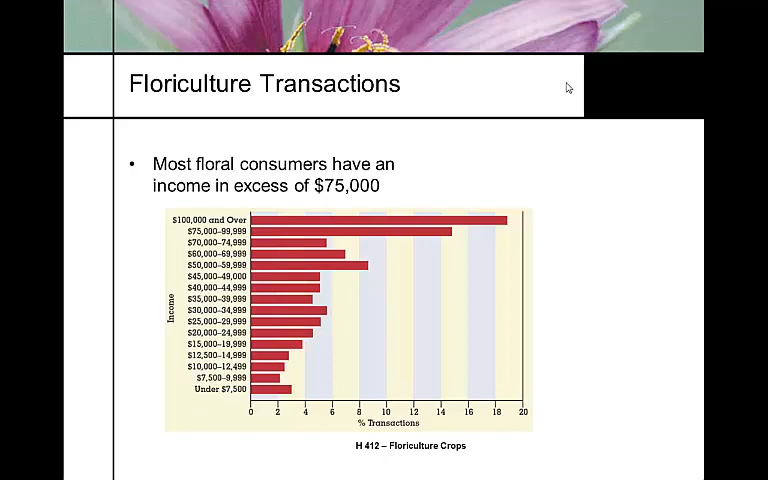 Floriculture Transactions
• Most floral consumers have an
income in excess of $75,000
$100,000 and Over
$75,000–99,999
$70,000–74,999
$60,000–69,999
$50,000–59,999
$45,000–49,000
$40,000–44,999
$35,000–39,999
$30,000–34,999
$25,000–29,999
$20,000–24,999
$15,000–19,999
$12,500–14,999
$10,000–12,499
$7,500–9,999
Under $7,500
Income
0 2 4 6 8 10 12 14 16 18 20
% Transactions
H 412 – Floriculture Crops